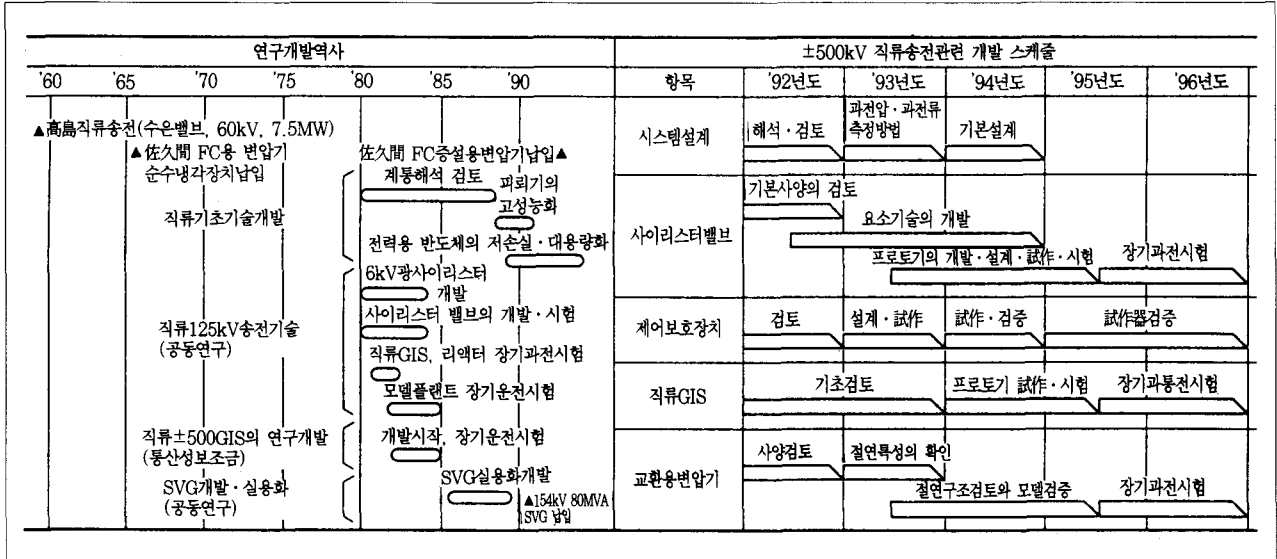 연구개발역사
'60 '65 '70 '75 '80 '85 '90
▲高島직류송전(수은밸브, 60kV, 7.5MW)
▲佐久間 FC용 변압기
순수냉각장치납입
佐久間 FC증설용변압기납입▲
직류기초기술개발
계통해석 검토
피뢰기의
고성능화
전력용 반도체의 저손실·대용량화
직류125kV송전기술
(공동연구)
6kV광사이리스터
개발
사이리스터 밸브의 개발·시험
직류GIS, 리액터 장기과전시험
모델플랜트 장기운전시험
직류±500GIS의 연구개발
(통산성보조금)
개발시작, 장기운전시험
SVG개발·실용화
(공동연구)
SVG실용화개발
▲154kV 80MVA
SVG 납입
±500kV 직류송전관련 개발 스케줄
항목 '92년도 '93년도 '94년도 '95년도 '96년도
시스템설계
해석·검토
과전압·과전류
측정방법
기본설계
사이리스터밸브
기본사양의 검토
요소기술의 개발
프로토기의 개발·설계·試作·시험
장기과전시험
제어보호장치
검토
설계·試作
試作·검증
試作器검증
직류GIS
기초검토
프로토기 試作·시험
장기과통전시험
교환용변압기
사양검토
절연특성의 확인
절연구조검토와 모델검증
장기과전시험